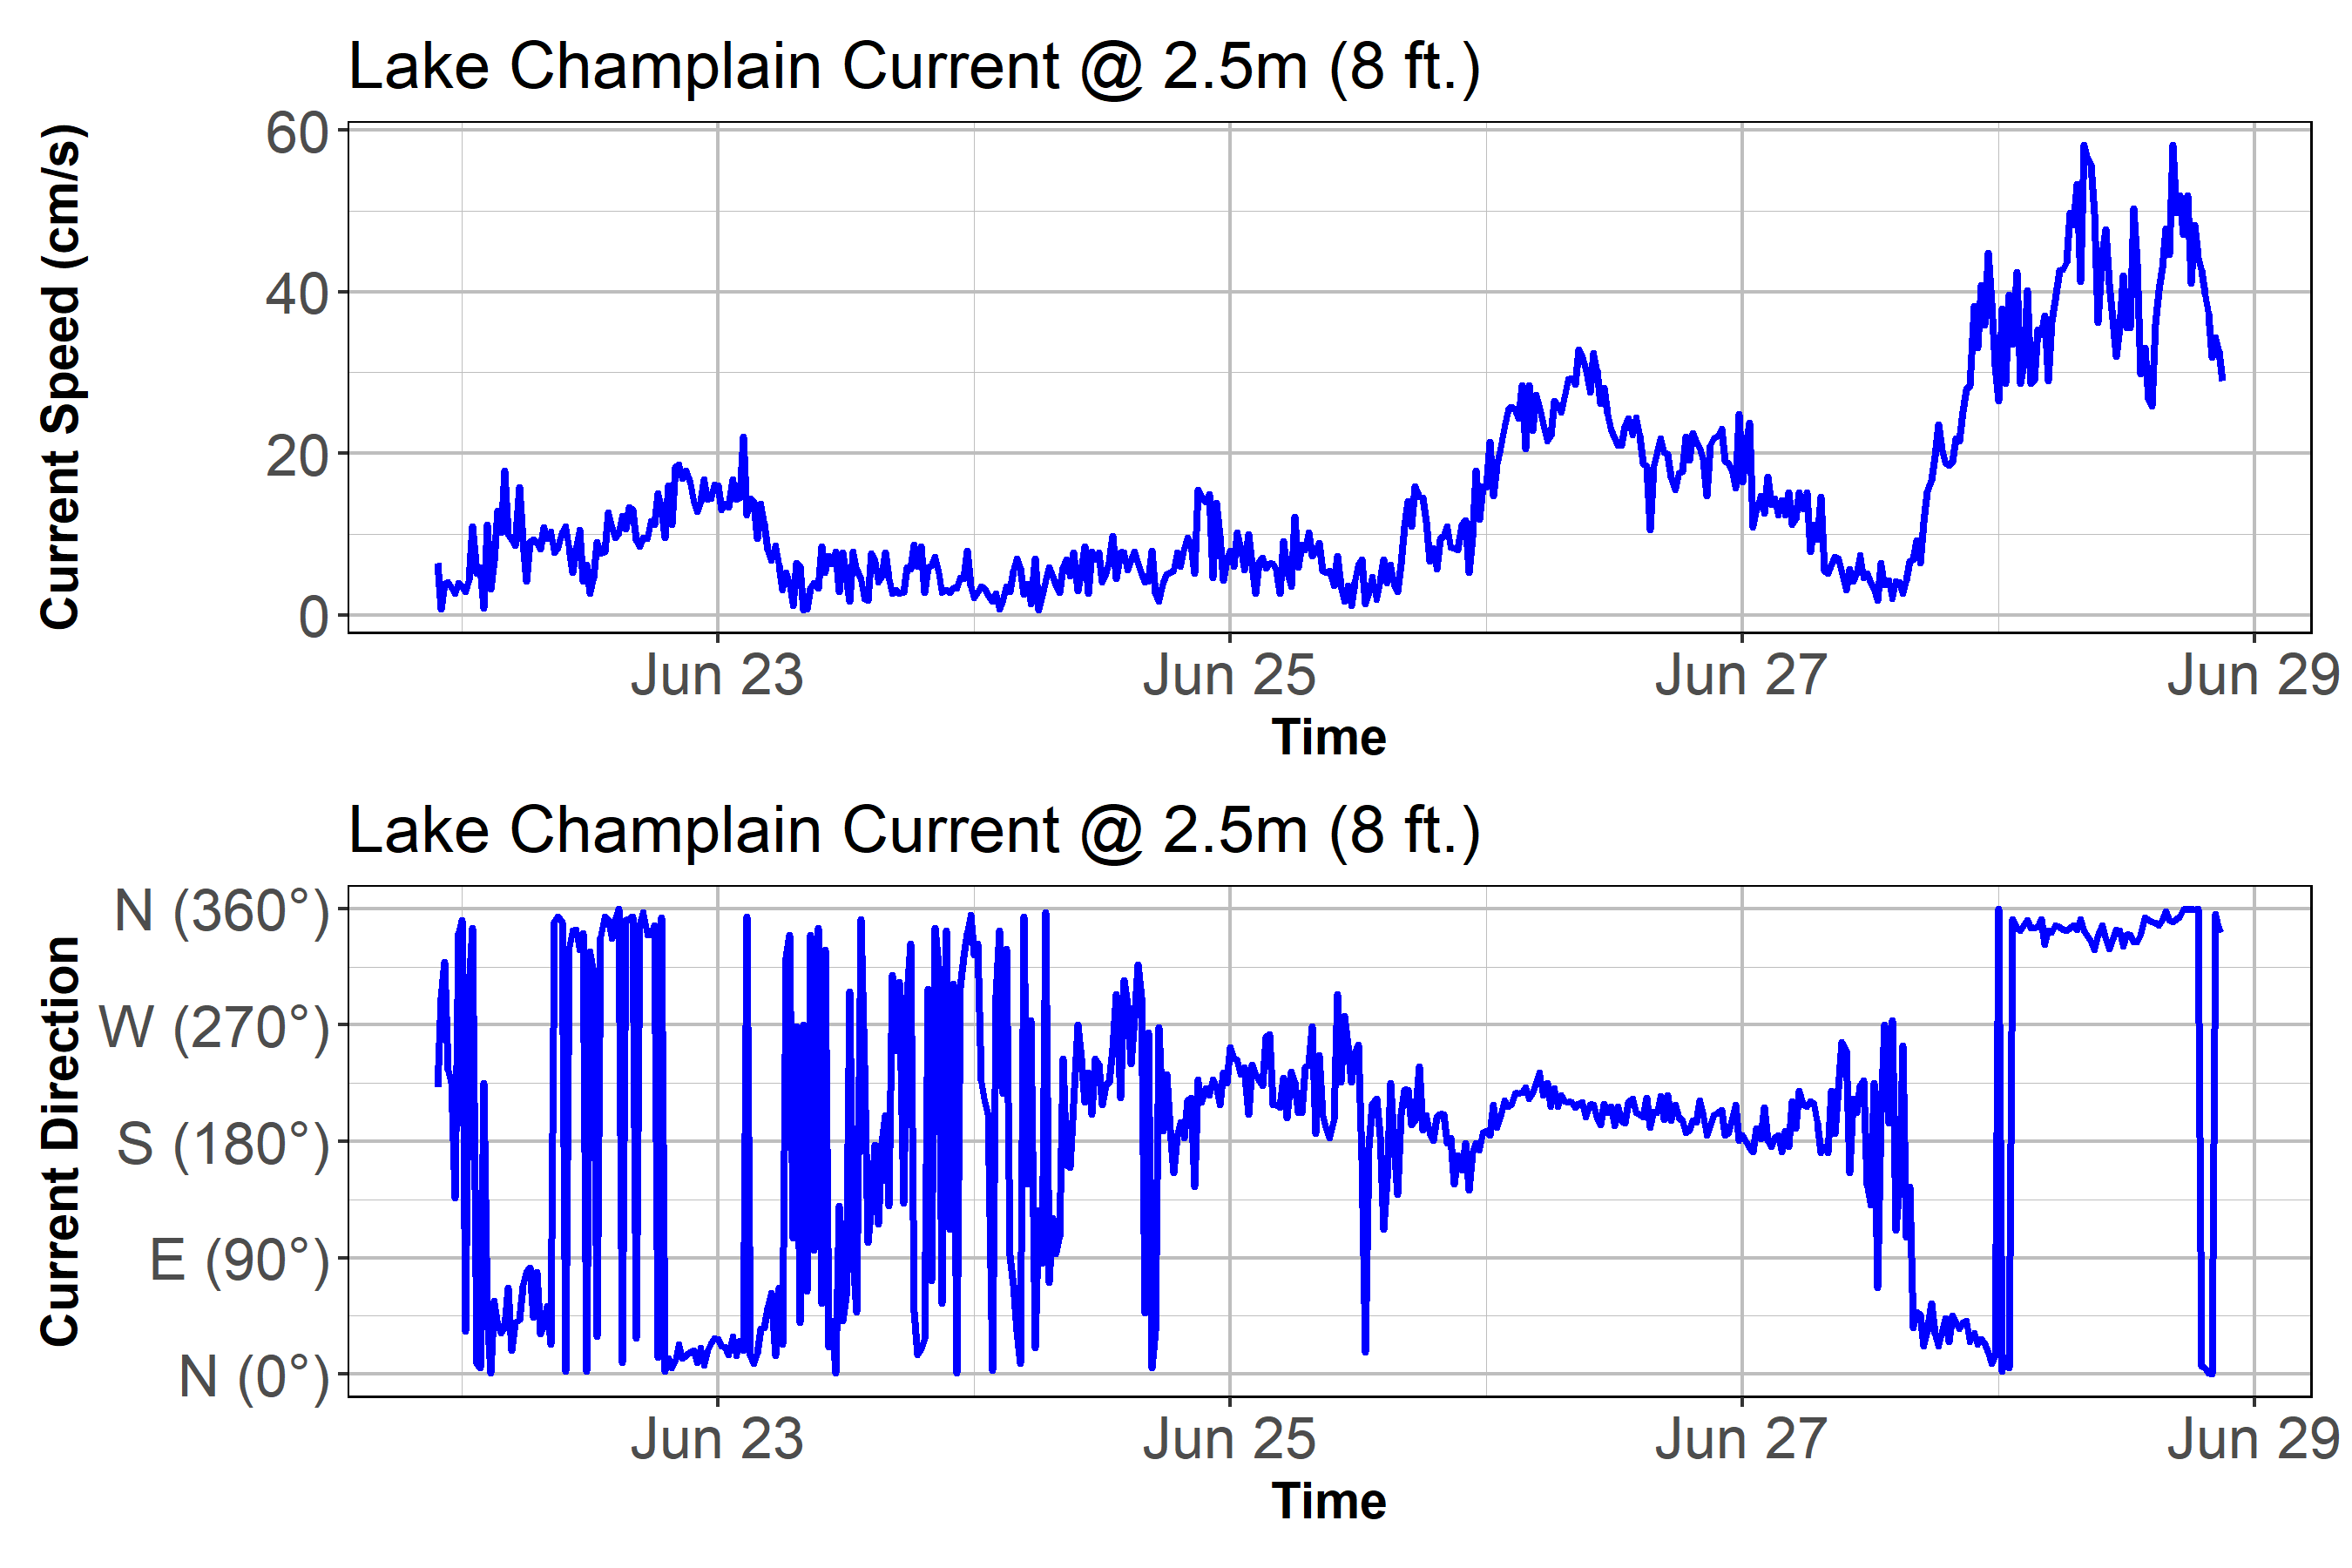 Lake Champlain Current @ 2.5m (8 ft.)
Current Speed (cm/s)
60
40
20
0
Jun 23 Jun 25 Jun 27 Jun 29
Time
Lake Champlain Current @ 2.5m (8 ft.)
Current Direction
N (360°)
W (270°)
S (180°)
E (90°)
N (0°)
Jun 23 Jun 25 Jun 27 Jun 29
Time